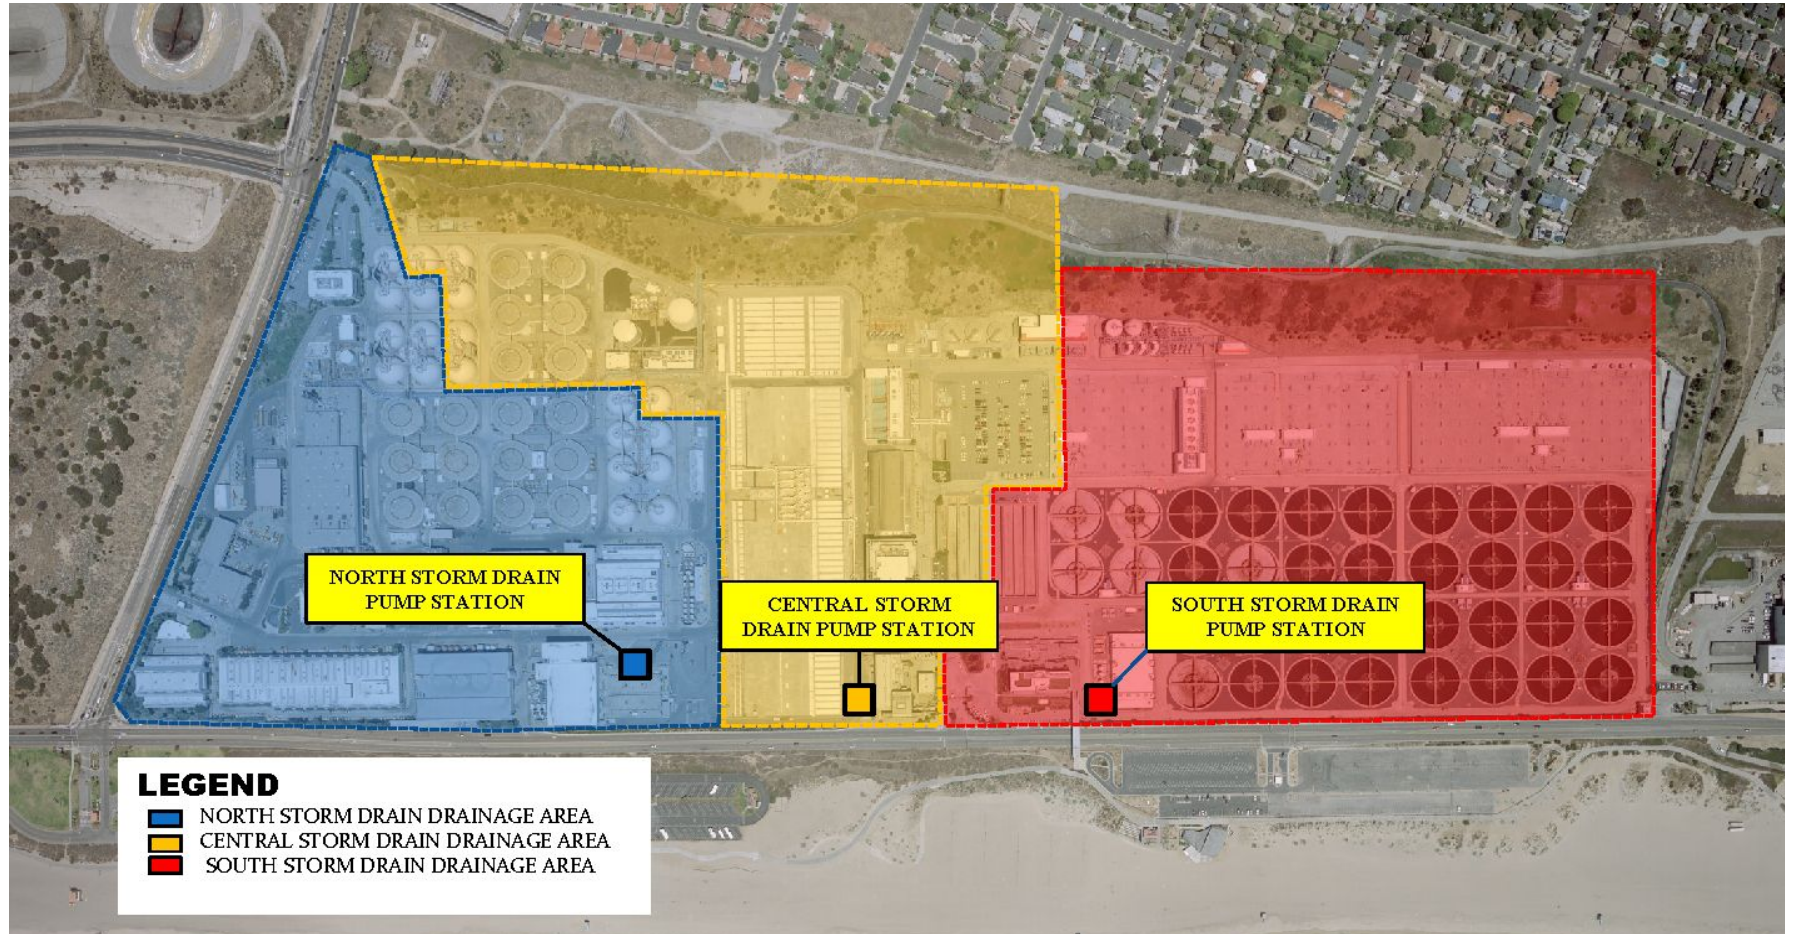 NORTH STORM DRAIN
PUMP STATION
CENTRAL STORM
DRAIN PUMP STATION
SOUTH STORM DRAIN
PUMP STATION
LEGEND
NORTH STORM DRAIN DRAINAGE AREA
CENTRAL STORM DRAIN DRAINAGE AREA
SOUTH STORM DRAIN DRAINAGE AREA